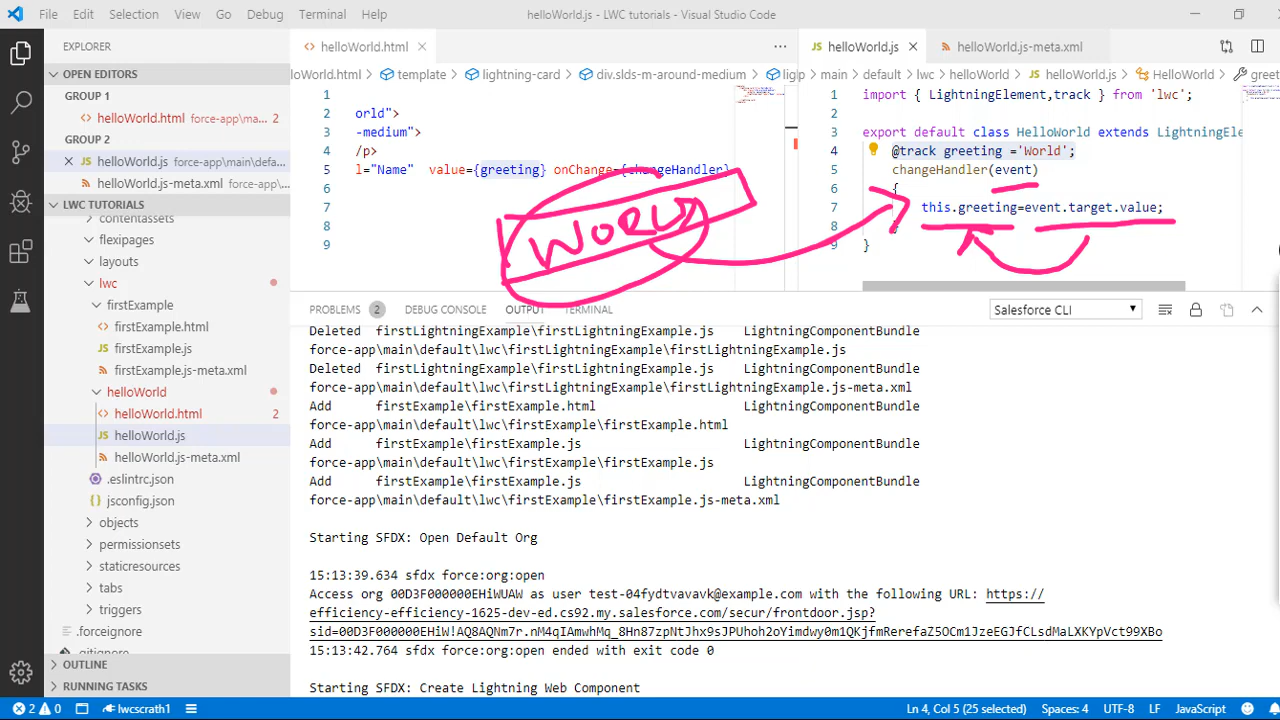 File Edit Selection View Go Debug Terminal Help helloWorld.js - LWC tutorials - Visual Studio Code
EXPLORER
OPEN EDITORS
GROUP 1
helloWorld.html force-app\main\... 2
GROUP 2
helloWorld.js force-app\main\defa...
helloWorld.js-meta.xml force-app\...
LWC TUTORIALS
contentassets
flexipages
layouts
lwc
firstExample
firstExample.html
firstExample.js
firstExample.js-meta.xml
helloWorld
helloWorld.html 2
helloWorld.js
helloWorld.js-meta.xml
.eslintrc.json
jsconfig.json
objects
permissionsets
staticresources
tabs
triggers
.forceignore
.gitignore
OUTLINE
RUNNING TASKS
helloWorld.html
lloWorld.html template lightning-card div.slds-m-around-medium
1
2 orld">
3 -medium">
4 /p>
5 l="Name" value={greeting} onChange={changeHandler}
6
7
8
9
WORLD
helloWorld.js helloWorld.js-meta.xml
main default lwc helloWorld helloWorld.js HelloWorld greet
1 import { LightningElement,track } from 'lwc';
2
3 export default class HelloWorld extends LightningEle
4 @track greeting ='World';
5 changeHandler(event)
6 {
7 this.greeting=event.target.value;
8 }
9 }
PROBLEMS 2 DEBUG CONSOLE OUTPUT TERMINAL Salesforce CLI
Deleted firstLightningExample\firstLightningExample.js LightningComponentBundle
force-app\main\default\lwc\firstLightningExample\firstLightningExample.js
Deleted firstLightningExample\firstLightningExample.js LightningComponentBundle
force-app\main\default\lwc\firstLightningExample\firstLightningExample.js-meta.xml
Add firstExample\firstExample.html LightningComponentBundle
force-app\main\default\lwc\firstExample\firstExample.html
Add firstExample\firstExample.js LightningComponentBundle
force-app\main\default\lwc\firstExample\firstExample.js
Add firstExample\firstExample.js LightningComponentBundle
force-app\main\default\lwc\firstExample\firstExample.js-meta.xml
Starting SFDX: Open Default Org
15:13:39.634 sfdx force:org:open
Access org 00D3F000000EHiWUAW as user test-04fydtvavavk@example.com with the following URL: https://
efficiency-efficiency-1625-dev-ed.cs92.my.salesforce.com/secur/frontdoor.jsp?
sid=00D3F000000EHiW!AQ8AQNm7r.nM4qIAmwhMq_8Hn87zpNtJhx9sJPUhoh2oYimdwy0m1QKjfmRerefaZ5OCm1JzeEGJfCLsdMaLXKYpVct99XBo
15:13:42.764 sfdx force:org:open ended with exit code 0
Starting SFDX: Create Lightning Web Component
2 0 lwcscrath1 Ln 4, Col 5 (25 selected) Spaces: 4 UTF-8 LF JavaScript